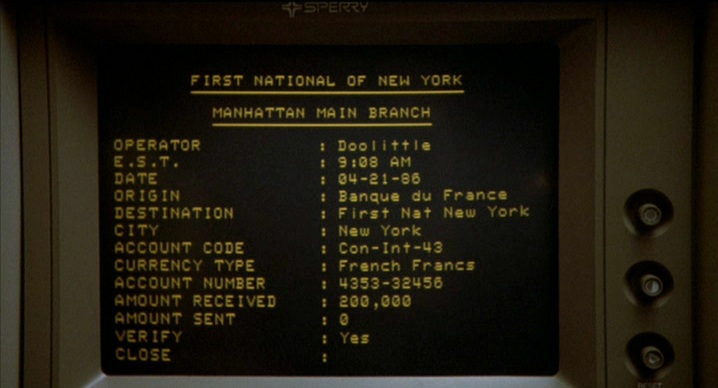 SPERRY
FIRST NATIONAL OF NEW YORK
MANHATTAN MAIN BRANCH
OPERATOR : Doolittle
E.S.T. : 9:08 AM
DATE : 04-21-86
ORIGIN : Banque du France
DESTINATION : First Nat New York
CITY : New York
ACCOUNT CODE : Con-Int-43
CURRENCY TYPE : French Francs
ACCOUNT NUMBER : 4353-32456
AMOUNT RECEIVED : 200,000
AMOUNT SENT : 0
VERIFY : Yes
CLOSE :